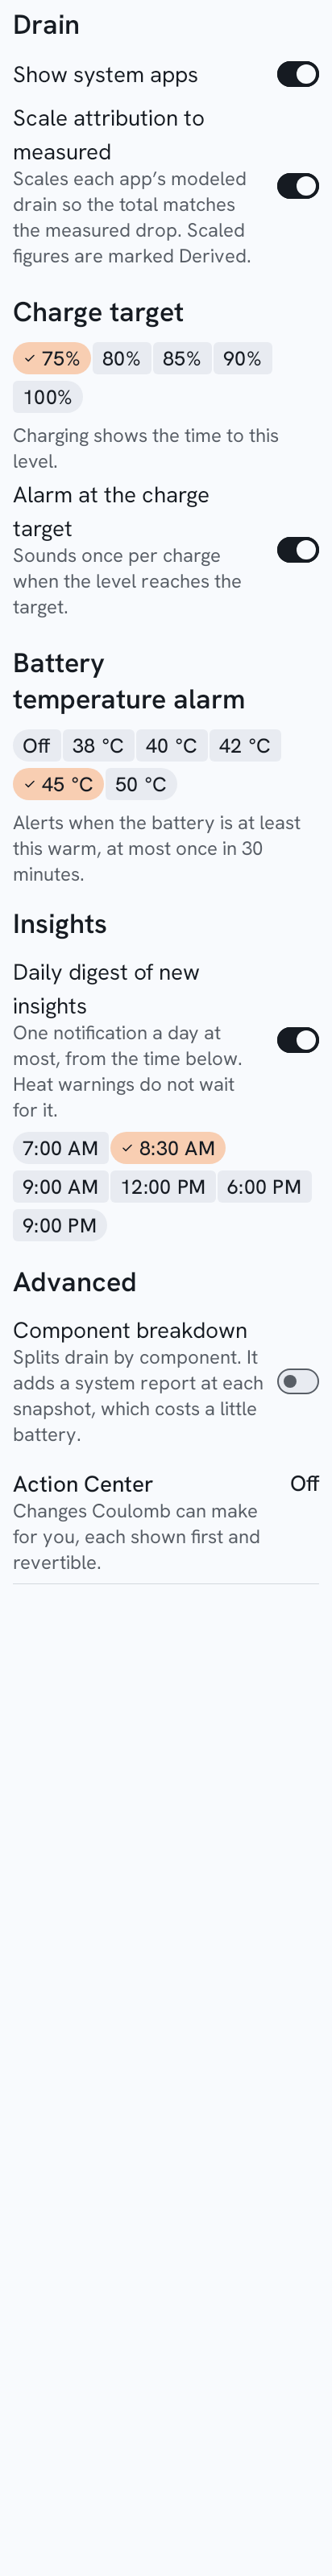 Drain
Show system apps
Scale attribution to
measured
Scales each app’s modeled
drain so the total matches
the measured drop. Scaled
figures are marked Derived.
Charge target
75% 80% 85% 90%
100%
Charging shows the time to this
level.
Alarm at the charge
target
Sounds once per charge
when the level reaches the
target.
Battery
temperature alarm
Off 38 °C 40 °C 42 °C
45 °C 50 °C
Alerts when the battery is at least
this warm, at most once in 30
minutes.
Insights
Daily digest of new
insights
One notification a day at
most, from the time below.
Heat warnings do not wait
for it.
7:00 AM 8:30 AM
9:00 AM 12:00 PM 6:00 PM
9:00 PM
Advanced
Component breakdown
Splits drain by component. It
adds a system report at each
snapshot, which costs a little
battery.
Action Center Off
Changes Coulomb can make
for you, each shown first and
revertible.